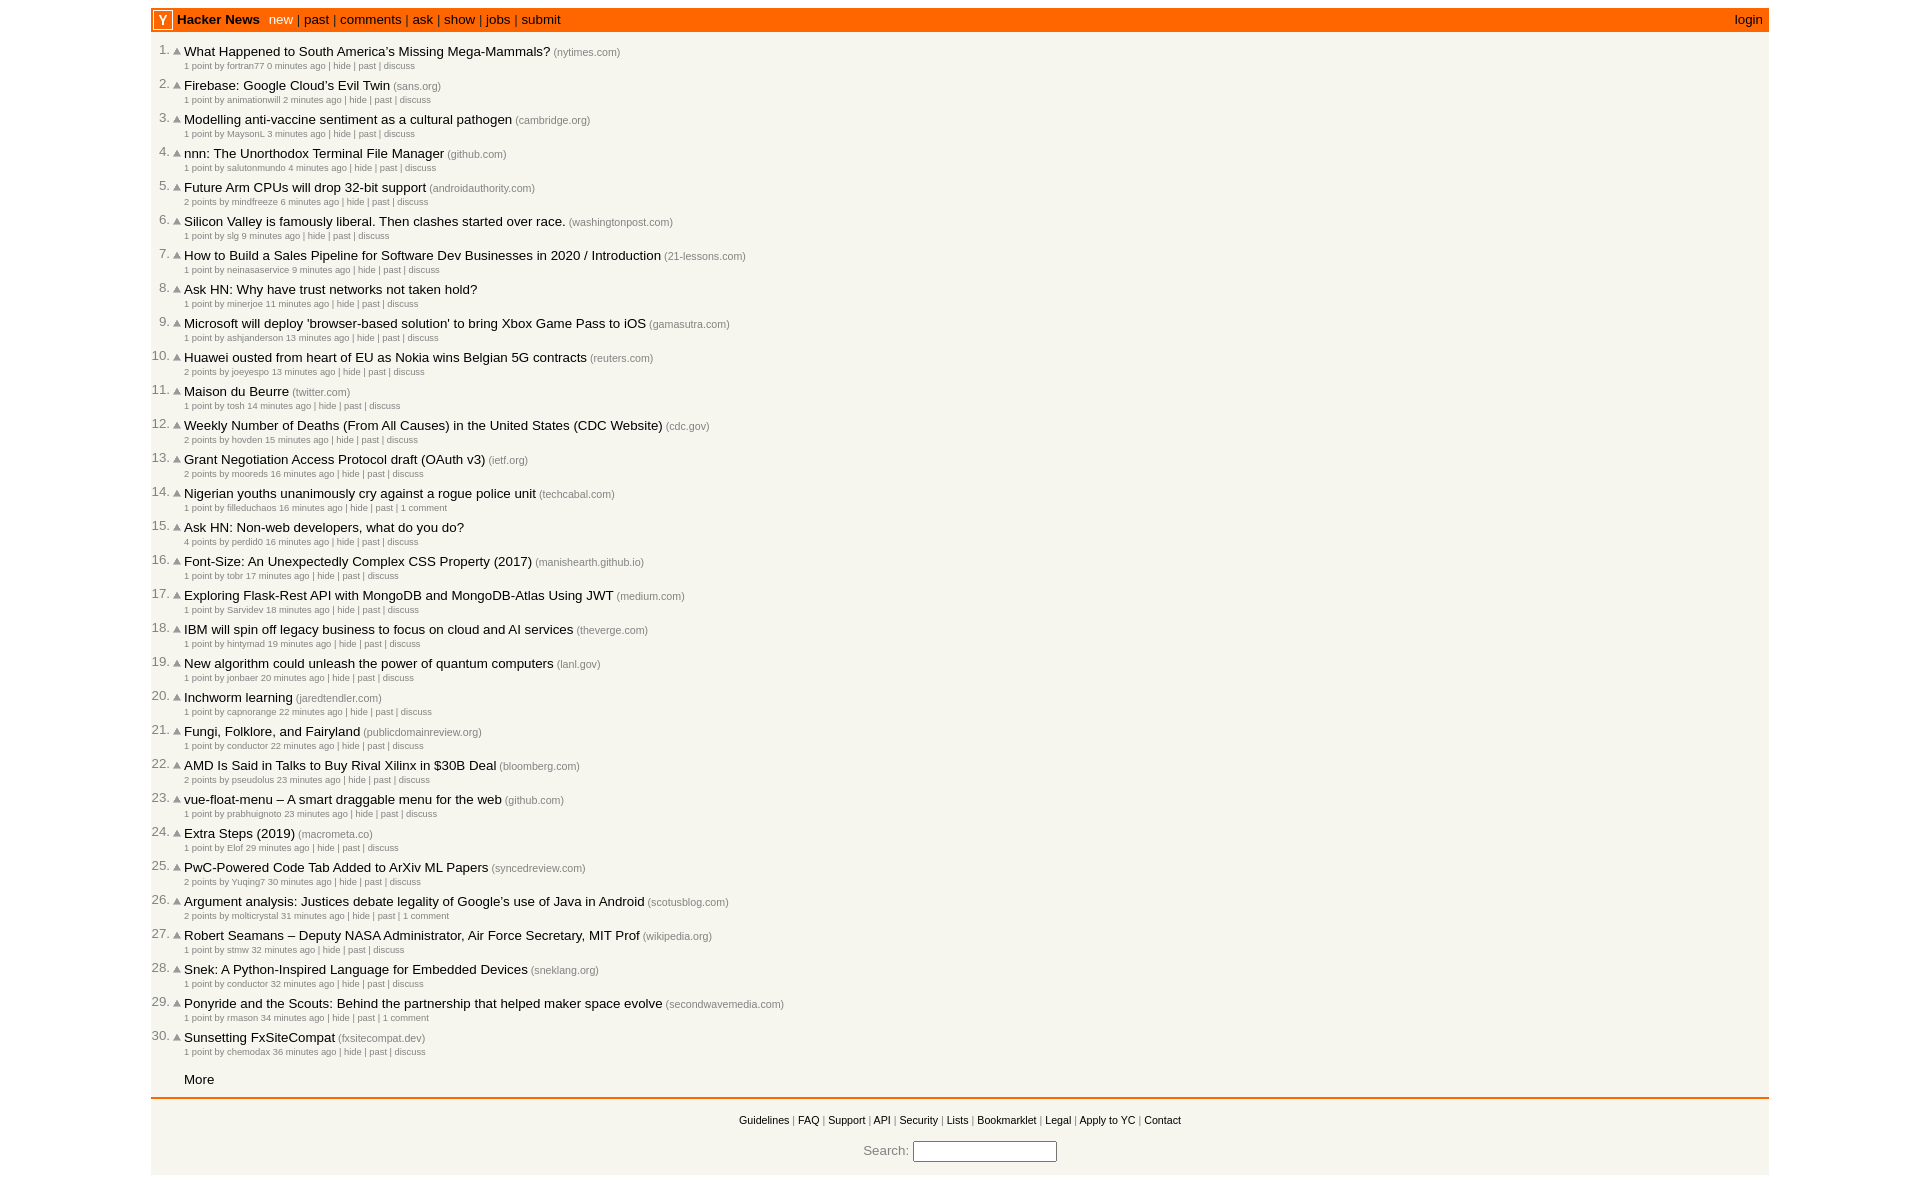 Y Hacker News new | past | comments | ask | show | jobs | submit login
1. What Happened to South America’s Missing Mega-Mammals? (nytimes.com)
1 point by fortran77 0 minutes ago | hide | past | discuss
2. Firebase: Google Cloud’s Evil Twin (sans.org)
1 point by animationwill 2 minutes ago | hide | past | discuss
3. Modelling anti-vaccine sentiment as a cultural pathogen (cambridge.org)
1 point by MaysonL 3 minutes ago | hide | past | discuss
4. nnn: The Unorthodox Terminal File Manager (github.com)
1 point by salutonmundo 4 minutes ago | hide | past | discuss
5. Future Arm CPUs will drop 32-bit support (androidauthority.com)
2 points by mindfreeze 6 minutes ago | hide | past | discuss
6. Silicon Valley is famously liberal. Then clashes started over race. (washingtonpost.com)
1 point by slg 9 minutes ago | hide | past | discuss
7. How to Build a Sales Pipeline for Software Dev Businesses in 2020 / Introduction (21-lessons.com)
1 point by neinasaservice 9 minutes ago | hide | past | discuss
8. Ask HN: Why have trust networks not taken hold?
1 point by minerjoe 11 minutes ago | hide | past | discuss
9. Microsoft will deploy 'browser-based solution' to bring Xbox Game Pass to iOS (gamasutra.com)
1 point by ashjanderson 13 minutes ago | hide | past | discuss
10. Huawei ousted from heart of EU as Nokia wins Belgian 5G contracts (reuters.com)
2 points by joeyespo 13 minutes ago | hide | past | discuss
11. Maison du Beurre (twitter.com)
1 point by tosh 14 minutes ago | hide | past | discuss
12. Weekly Number of Deaths (From All Causes) in the United States (CDC Website) (cdc.gov)
2 points by hovden 15 minutes ago | hide | past | discuss
13. Grant Negotiation Access Protocol draft (OAuth v3) (ietf.org)
2 points by mooreds 16 minutes ago | hide | past | discuss
14. Nigerian youths unanimously cry against a rogue police unit (techcabal.com)
1 point by filleduchaos 16 minutes ago | hide | past | 1 comment
15. Ask HN: Non-web developers, what do you do?
4 points by perdid0 16 minutes ago | hide | past | discuss
16. Font-Size: An Unexpectedly Complex CSS Property (2017) (manishearth.github.io)
1 point by tobr 17 minutes ago | hide | past | discuss
17. Exploring Flask-Rest API with MongoDB and MongoDB-Atlas Using JWT (medium.com)
1 point by Sarvidev 18 minutes ago | hide | past | discuss
18. IBM will spin off legacy business to focus on cloud and AI services (theverge.com)
1 point by hintymad 19 minutes ago | hide | past | discuss
19. New algorithm could unleash the power of quantum computers (lanl.gov)
1 point by jonbaer 20 minutes ago | hide | past | discuss
20. Inchworm learning (jaredtendler.com)
1 point by capnorange 22 minutes ago | hide | past | discuss
21. Fungi, Folklore, and Fairyland (publicdomainreview.org)
1 point by conductor 22 minutes ago | hide | past | discuss
22. AMD Is Said in Talks to Buy Rival Xilinx in $30B Deal (bloomberg.com)
2 points by pseudolus 23 minutes ago | hide | past | discuss
23. vue-float-menu – A smart draggable menu for the web (github.com)
1 point by prabhuignoto 23 minutes ago | hide | past | discuss
24. Extra Steps (2019) (macrometa.co)
1 point by Elof 29 minutes ago | hide | past | discuss
25. PwC-Powered Code Tab Added to ArXiv ML Papers (syncedreview.com)
2 points by Yuqing7 30 minutes ago | hide | past | discuss
26. Argument analysis: Justices debate legality of Google’s use of Java in Android (scotusblog.com)
2 points by molticrystal 31 minutes ago | hide | past | 1 comment
27. Robert Seamans – Deputy NASA Administrator, Air Force Secretary, MIT Prof (wikipedia.org)
1 point by stmw 32 minutes ago | hide | past | discuss
28. Snek: A Python-Inspired Language for Embedded Devices (sneklang.org)
1 point by conductor 32 minutes ago | hide | past | discuss
29. Ponyride and the Scouts: Behind the partnership that helped maker space evolve (secondwavemedia.com)
1 point by rmason 34 minutes ago | hide | past | 1 comment
30. Sunsetting FxSiteCompat (fxsitecompat.dev)
1 point by chemodax 36 minutes ago | hide | past | discuss
More
Guidelines | FAQ | Support | API | Security | Lists | Bookmarklet | Legal | Apply to YC | Contact
Search: